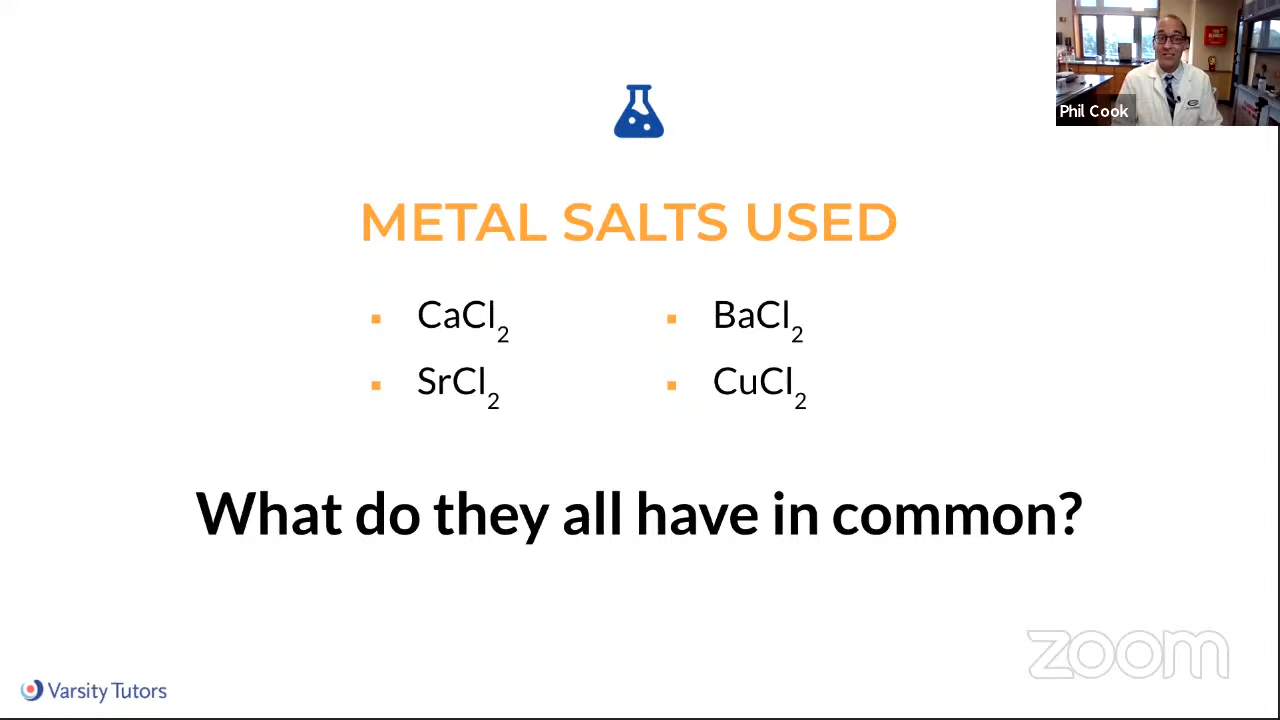 Phil Cook
METAL SALTS USED
▪ CaCl₂
▪ BaCl₂
▪ SrCl₂
▪ CuCl₂
What do they all have in common?
zoom
Varsity Tutors